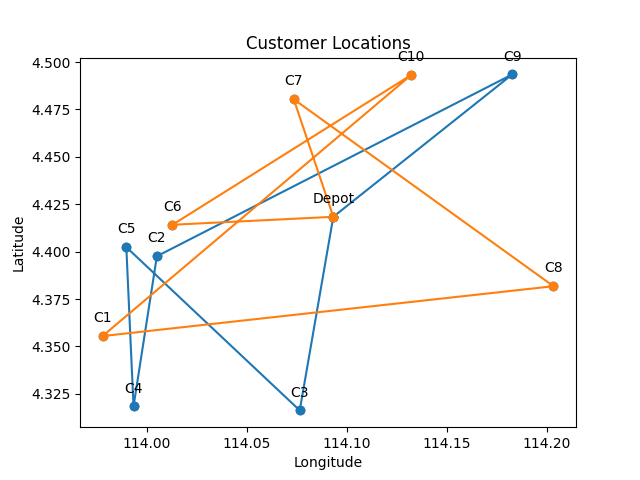 Customer Locations
4.500
4.475
4.450
4.425
4.400
4.375
4.350
4.325
Latitude
C10
C9
C7
Depot
C6
C5
C2
C8
C1
C4
C3
114.00
114.05
114.10
114.15
114.20
Longitude